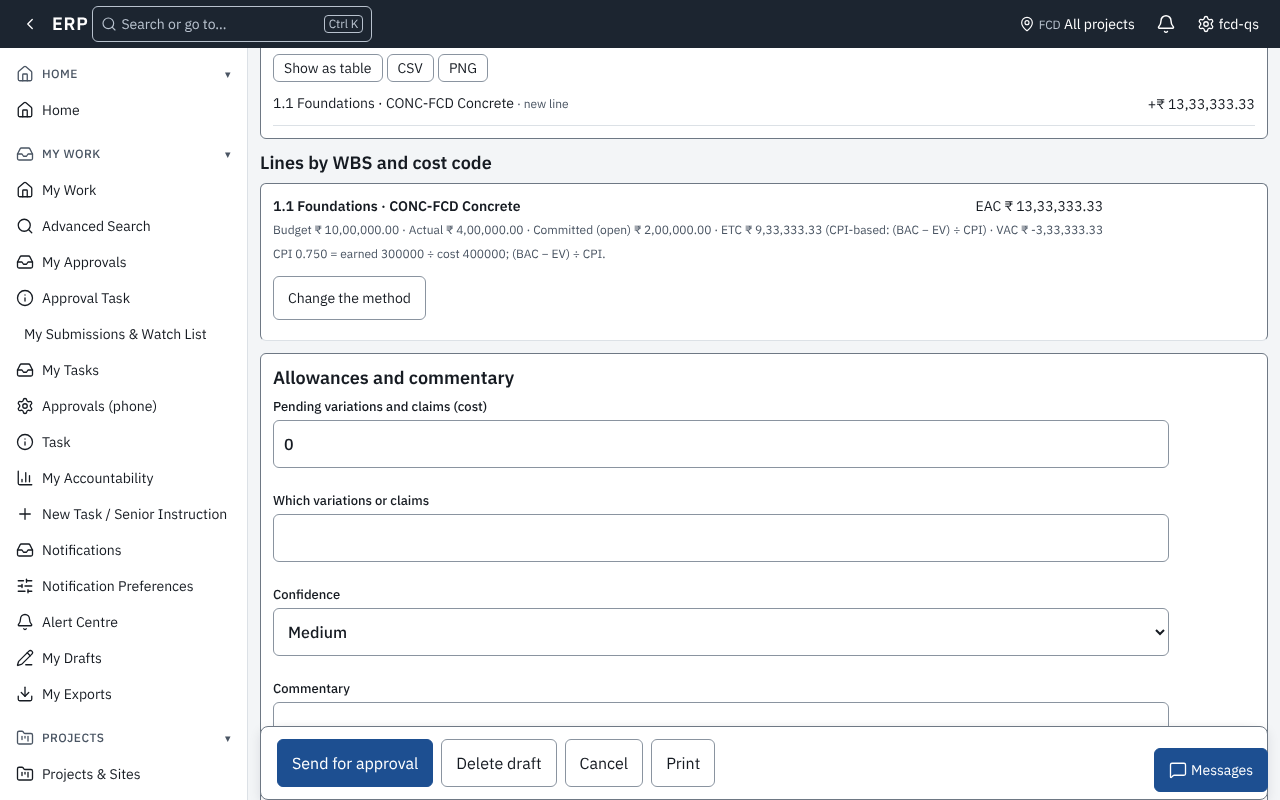 ERP
Search or go to...
Ctrl K
FCD All projects
fcd-qs
HOME
Home
MY WORK
My Work
Advanced Search
My Approvals
Approval Task
My Submissions & Watch List
My Tasks
Approvals (phone)
Task
My Accountability
New Task / Senior Instruction
Notifications
Notification Preferences
Alert Centre
My Drafts
My Exports
PROJECTS
Projects & Sites
Show as table
CSV
PNG
1.1 Foundations · CONC-FCD Concrete · new line
+₹ 13,33,333.33
Lines by WBS and cost code
1.1 Foundations · CONC-FCD Concrete
EAC ₹ 13,33,333.33
Budget ₹ 10,00,000.00 · Actual ₹ 4,00,000.00 · Committed (open) ₹ 2,00,000.00 · ETC ₹ 9,33,333.33 (CPI-based: (BAC − EV) ÷ CPI) · VAC ₹ -3,33,333.33
CPI 0.750 = earned 300000 ÷ cost 400000; (BAC − EV) ÷ CPI.
Change the method
Allowances and commentary
Pending variations and claims (cost)
0
Which variations or claims
Confidence
Medium
Commentary
Send for approval
Delete draft
Cancel
Print
Messages